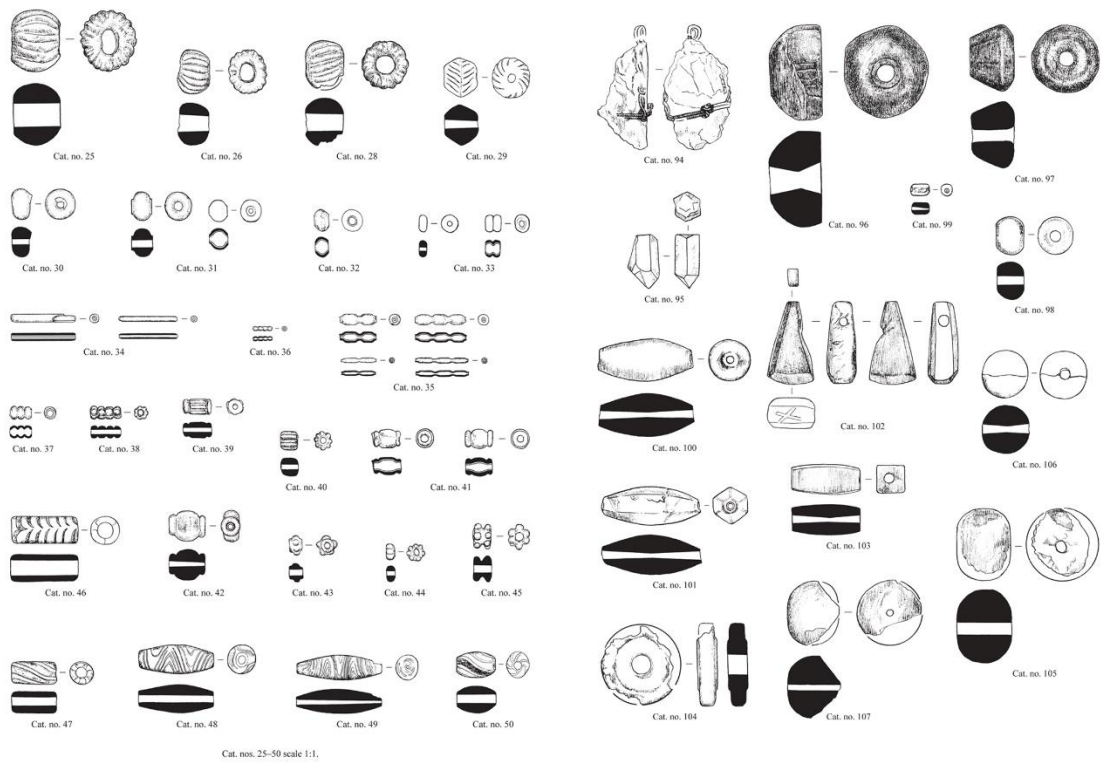 Cat. no. 25
Cat. no. 26
Cat. no. 28
Cat. no. 29
Cat. no. 30
Cat. no. 31
Cat. no. 32
Cat. no. 33
Cat. no. 34
Cat. no. 36
Cat. no. 35
Cat. no. 37
Cat. no. 38
Cat. no. 39
Cat. no. 40
Cat. no. 41
Cat. no. 46
Cat. no. 42
Cat. no. 43
Cat. no. 44
Cat. no. 45
Cat. no. 47
Cat. no. 48
Cat. no. 49
Cat. no. 50
Cat. nos. 25–50 scale 1:1.
Cat. no. 94
Cat. no. 96
Cat. no. 97
Cat. no. 99
Cat. no. 95
Cat. no. 98
Cat. no. 100
Cat. no. 102
Cat. no. 106
Cat. no. 101
Cat. no. 103
Cat. no. 104
Cat. no. 107
Cat. no. 105